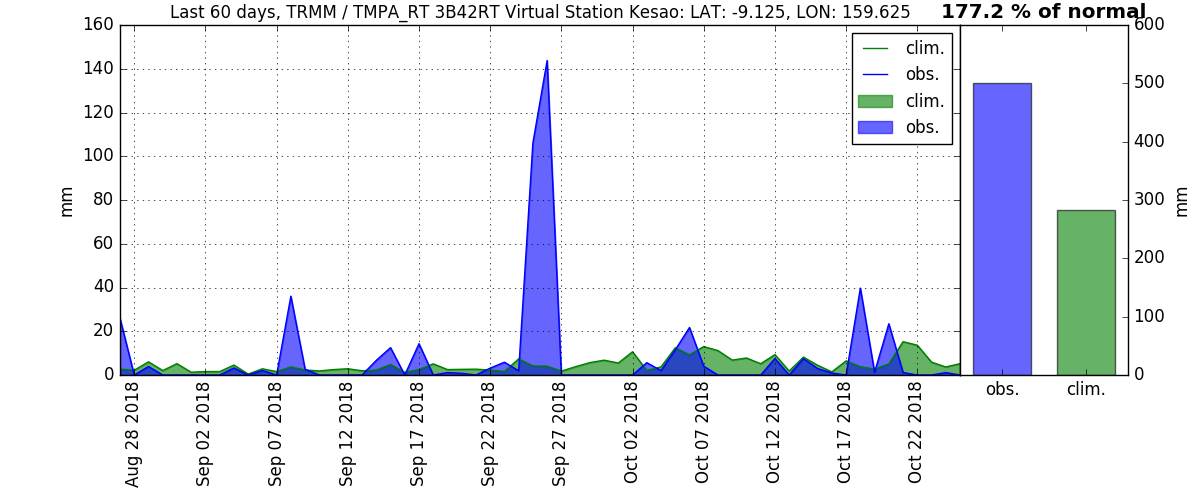 Last 60 days, TRMM / TMPA_RT 3B42RT Virtual Station Kesao: LAT: -9.125, LON: 159.625
177.2 % of normal
160
140
120
100
80
60
40
20
0
mm
clim.
obs.
clim.
obs.
Aug 28 2018
Sep 02 2018
Sep 07 2018
Sep 12 2018
Sep 17 2018
Sep 22 2018
Sep 27 2018
Oct 02 2018
Oct 07 2018
Oct 12 2018
Oct 17 2018
Oct 22 2018
600
500
400
300
200
100
0
mm
obs.
clim.